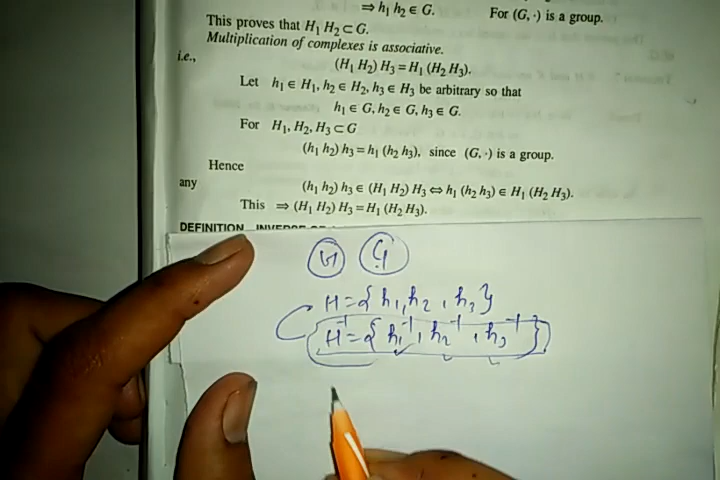 ⇒ h₁ h₂ ∈ G. For (G, ·) is a group.
This proves that H₁ H₂ ⊂ G.
Multiplication of complexes is associative.
i.e., (H₁ H₂) H₃ = H₁ (H₂ H₃).
Let h₁ ∈ H₁, h₂ ∈ H₂, h₃ ∈ H₃ be arbitrary so that
h₁ ∈ G, h₂ ∈ G, h₃ ∈ G.
For H₁, H₂, H₃ ⊂ G
(h₁ h₂) h₃ = h₁ (h₂ h₃), since (G, ·) is a group.
Hence
any (h₁ h₂) h₃ ∈ (H₁ H₂) H₃ ⇔ h₁ (h₂ h₃) ∈ H₁ (H₂ H₃).
This ⇒ (H₁ H₂) H₃ = H₁ (H₂ H₃).
DEFINITION INVERSE
H G
H = { h₁, h₂, h₃ }
H⁻¹ = { h₁⁻¹, h₂⁻¹, h₃⁻¹ }